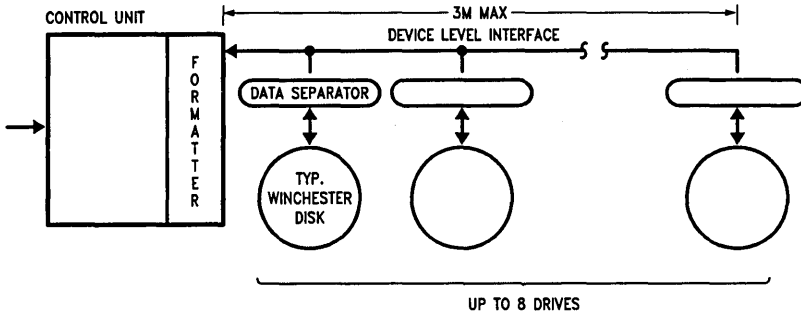 3M MAX
CONTROL UNIT
DEVICE LEVEL INTERFACE
FORMATTER
DATA SEPARATOR
TYP.
WINCHESTER
DISK
UP TO 8 DRIVES